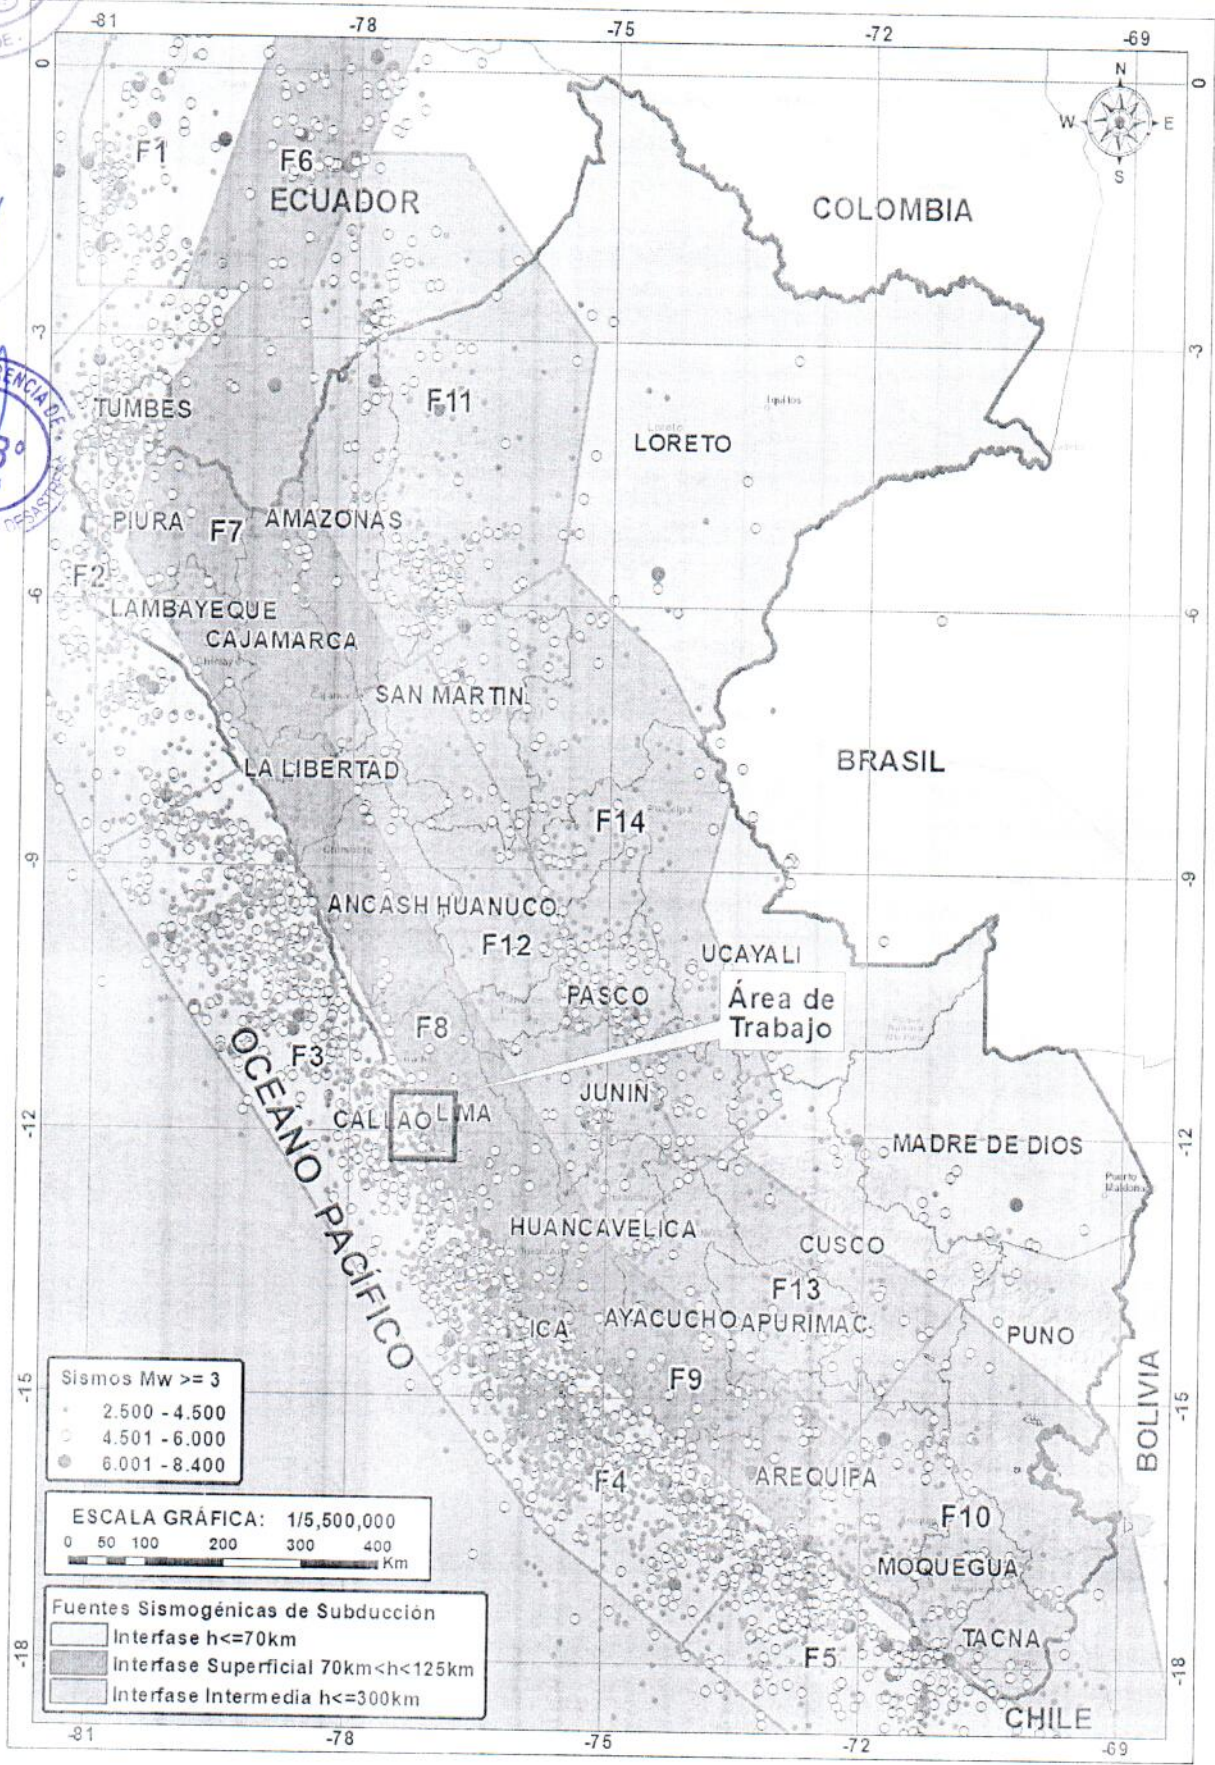 -81
-78
-75
-72
-69
0
0
N
W
E
S
F1
F6
ECUADOR
COLOMBIA
-3
-3
TUMBES
F11
Iquitos
Loreto
LORETO
PIURA
F7
AMAZONAS
F2
-6
-6
LAMBAYEQUE
CAJAMARCA
SAN MARTIN
BRASIL
LA LIBERTAD
F14
-9
-9
ANCASH
HUANUCO
F12
UCAYALI
PASCO
Área de
Trabajo
F8
F3
OCEÁNO PACÍFICO
JUNIN
-12
-12
CALLAO
LIMA
MADRE DE DIOS
Puerto
Maldonado
HUANCAVELICA
CUSCO
F13
ICA
AYACUCHO
APURIMAC
PUNO
F9
-15
-15
BOLIVIA
Sismos Mw >= 3
2.500 - 4.500
4.501 - 6.000
6.001 - 8.400
F4
AREQUIPA
F10
ESCALA GRÁFICA: 1/5,500,000
0 50 100 200 300 400
Km
MOQUEGUA
Fuentes Sismogénicas de Subducción
Interfase h<=70km
Interfase Superficial 70km<h<125km
Interfase Intermedia h<=300km
-18
-18
F5
TACNA
CHILE
-81
-78
-75
-72
-69